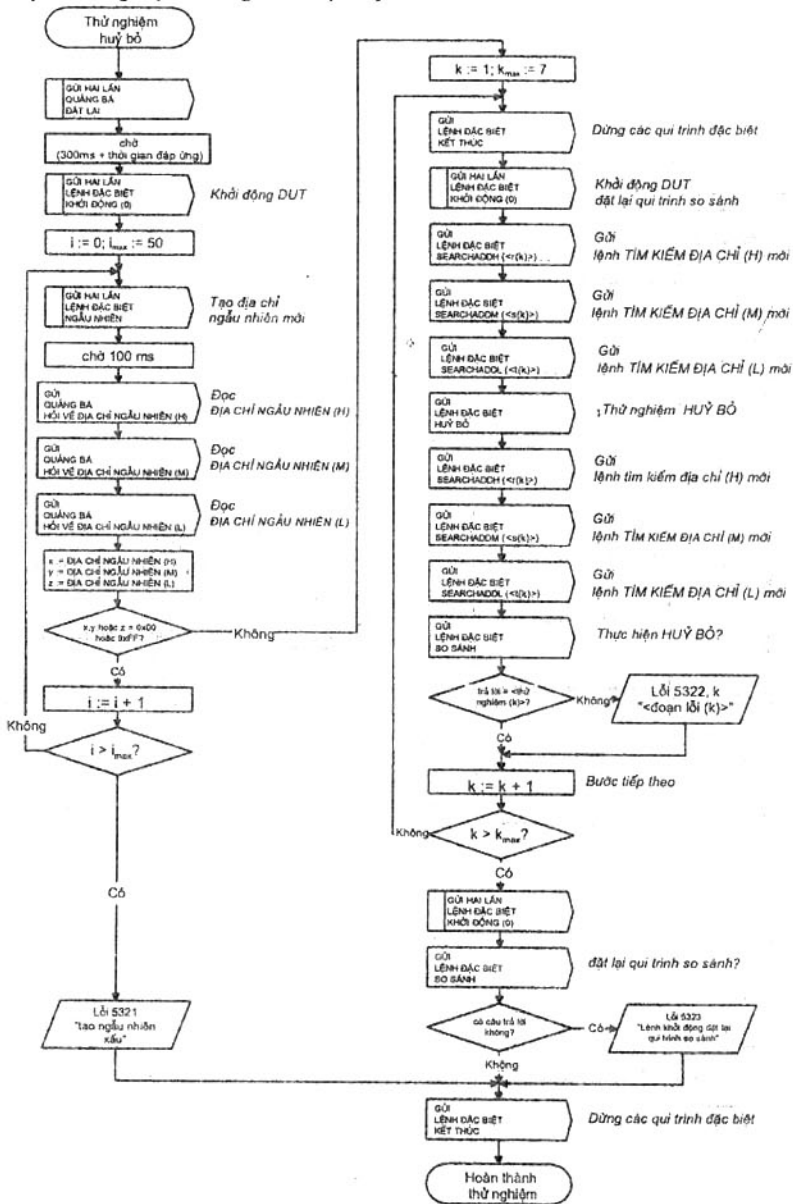 Thử nghiệm
huỷ bỏ
GỬI HAI LẦN
QUẢNG BÁ
ĐẶT LẠI
chờ
(300ms + thời gian đáp ứng)
GỬI HAI LẦN
LỆNH ĐẶC BIỆT
KHỞI ĐỘNG (0)
Khởi động DUT
i := 0; imax := 50
GỬI HAI LẦN
LỆNH ĐẶC BIỆT
NGẪU NHIÊN
Tạo địa chỉ
ngẫu nhiên mới
chờ 100 ms
GỬI
QUẢNG BÁ
HỎI VỀ ĐỊA CHỈ NGẪU NHIÊN (H)
Đọc
ĐỊA CHỈ NGẪU NHIÊN (H)
GỬI
QUẢNG BÁ
HỎI VỀ ĐỊA CHỈ NGẪU NHIÊN (M)
Đọc
ĐỊA CHỈ NGẪU NHIÊN (M)
GỬI
QUẢNG BÁ
HỎI VỀ ĐỊA CHỈ NGẪU NHIÊN (L)
Đọc
ĐỊA CHỈ NGẪU NHIÊN (L)
x := ĐỊA CHỈ NGẪU NHIÊN (H)
y := ĐỊA CHỈ NGẪU NHIÊN (M)
z := ĐỊA CHỈ NGẪU NHIÊN (L)
x,y hoặc z = 0x00
hoặc 0xFF?
Không
Có
i := i + 1
Không
i > imax?
Có
Lỗi 5321
"tạo ngẫu nhiên
xấu"
k := 1; kmax := 7
GỬI
LỆNH ĐẶC BIỆT
KẾT THÚC
Dừng các qui trình đặc biệt
GỬI HAI LẦN
LỆNH ĐẶC BIỆT
KHỞI ĐỘNG (0)
Khởi động DUT
đặt lại qui trình so sánh
GỬI
LỆNH ĐẶC BIỆT
SEARCHADDH (<r(k)>)
Gửi
lệnh TÌM KIẾM ĐỊA CHỈ (H) mới
GỬI
LỆNH ĐẶC BIỆT
SEARCHADDM (<s(k)>)
Gửi
lệnh TÌM KIẾM ĐỊA CHỈ (M) mới
GỬI
LỆNH ĐẶC BIỆT
SEARCHADDL (<t(k)>)
Gửi
lệnh TÌM KIẾM ĐỊA CHỈ (L) mới
GỬI
LỆNH ĐẶC BIỆT
HUỶ BỎ
Thử nghiệm HUỶ BỎ
GỬI
LỆNH ĐẶC BIỆT
SEARCHADDH (<r(k)>)
Gửi
lệnh tìm kiếm địa chỉ (H) mới
GỬI
LỆNH ĐẶC BIỆT
SEARCHADDM (<s(k)>)
Gửi
lệnh TÌM KIẾM ĐỊA CHỈ (M) mới
GỬI
LỆNH ĐẶC BIỆT
SEARCHADDL (<t(k)>)
Gửi
lệnh TÌM KIẾM ĐỊA CHỈ (L) mới
GỬI
LỆNH ĐẶC BIỆT
SO SÁNH
Thực hiện HUỶ BỎ?
trả lời = <thử
nghiệm (k)>?
Không
Lỗi 5322, k
"<đoạn lỗi (k)>"
Có
k := k + 1
Bước tiếp theo
Không
k > kmax?
Có
GỬI HAI LẦN
LỆNH ĐẶC BIỆT
KHỞI ĐỘNG (0)
GỬI
LỆNH ĐẶC BIỆT
SO SÁNH
đặt lại qui trình so sánh?
có câu trả lời
không?
Có
Lỗi 5323
"Lệnh khởi động đặt lại
qui trình so sánh"
Không
GỬI
LỆNH ĐẶC BIỆT
KẾT THÚC
Dừng các qui trình đặc biệt
Hoàn thành
thử nghiệm